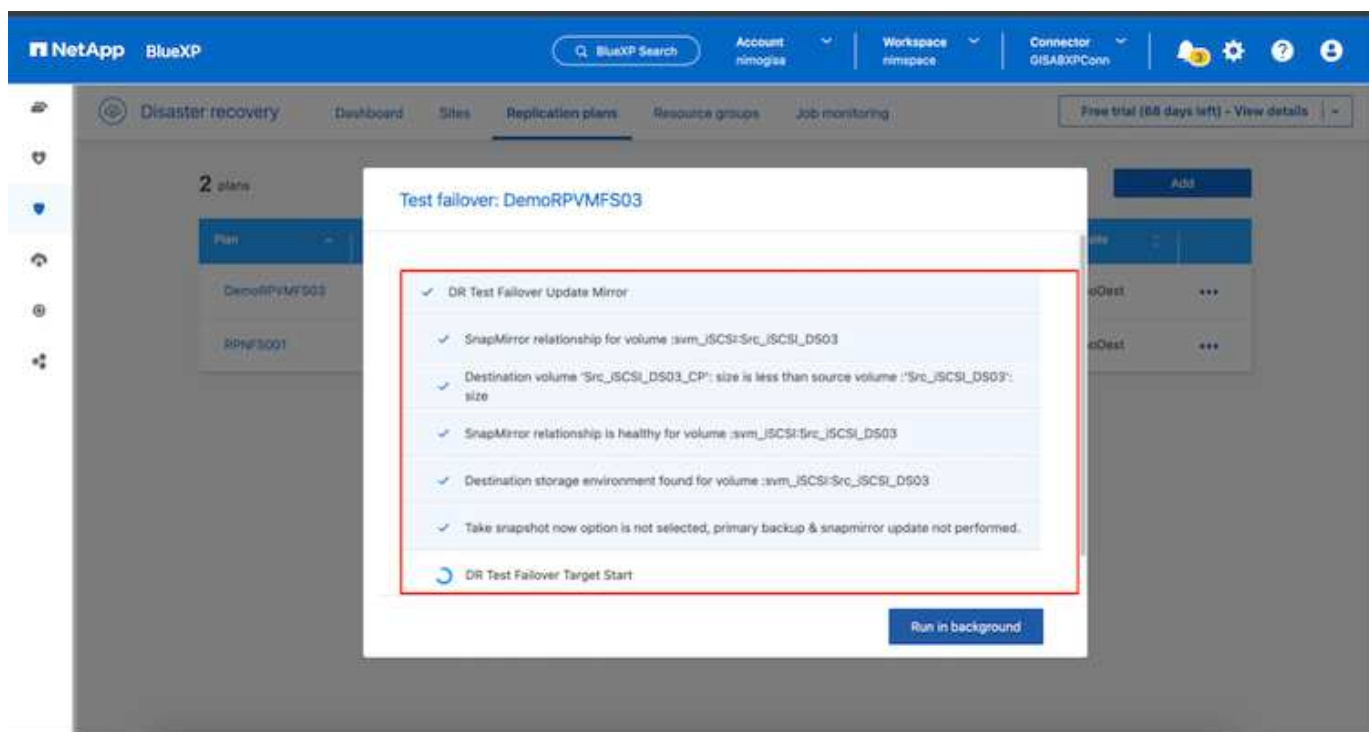 NetApp BlueXP
BlueXP Search
Account
nimogisa
Workspace
nimspace
Connector
GISABXPConn
3
Disaster recovery
Dashboard
Sites
Replication plans
Resource groups
Job monitoring
Free trial (68 days left) - View details
2 plans
Add
Plan
DemoRPVMFS03
RPNFS001
Test failover: DemoRPVMFS03
DR Test Failover Update Mirror
SnapMirror relationship for volume :svm_iSCSI:Src_iSCSI_DS03
Destination volume 'Src_iSCSI_DS03_CP': size is less than source volume :"Src_iSCSI_DS03':
size
SnapMirror relationship is healthy for volume :svm_iSCSI:Src_iSCSI_DS03
Destination storage environment found for volume :svm_iSCSI:Src_iSCSI_DS03
Take snapshot now option is not selected, primary backup & snapmirror update not performed.
DR Test Failover Target Start
Run in background